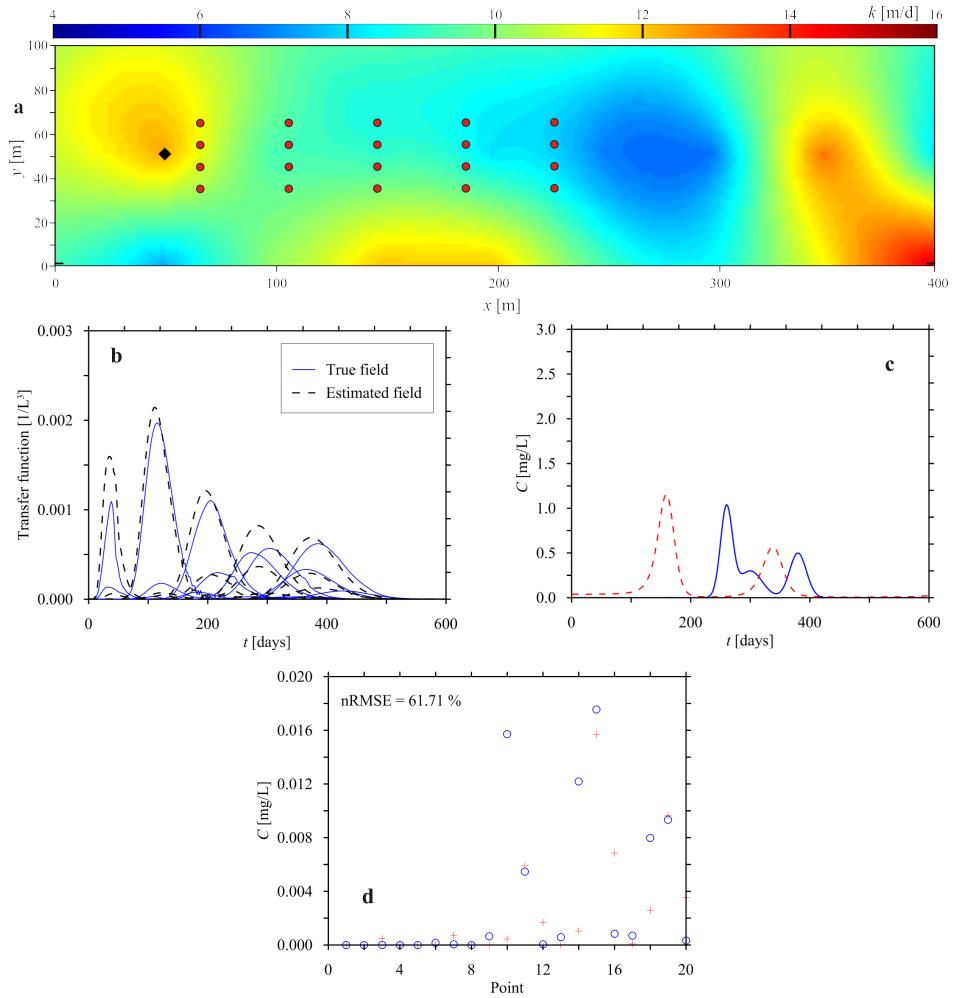 4 6 8 10 12 14 k [m/d] 16
a
100
80
60
40
20
0
y [m]
0 100 200 300 400
x [m]
b
0.003
0.002
0.001
0.000
Transfer function [1/L³]
True field
Estimated field
0 200 400 600
t [days]
c
3.0
2.5
2.0
1.5
1.0
0.5
0.0
C [mg/L]
0 200 400 600
t [days]
nRMSE = 61.71 %
0.020
0.016
0.012
0.008
0.004
0.000
C [mg/L]
d
0 4 8 12 16 20
Point